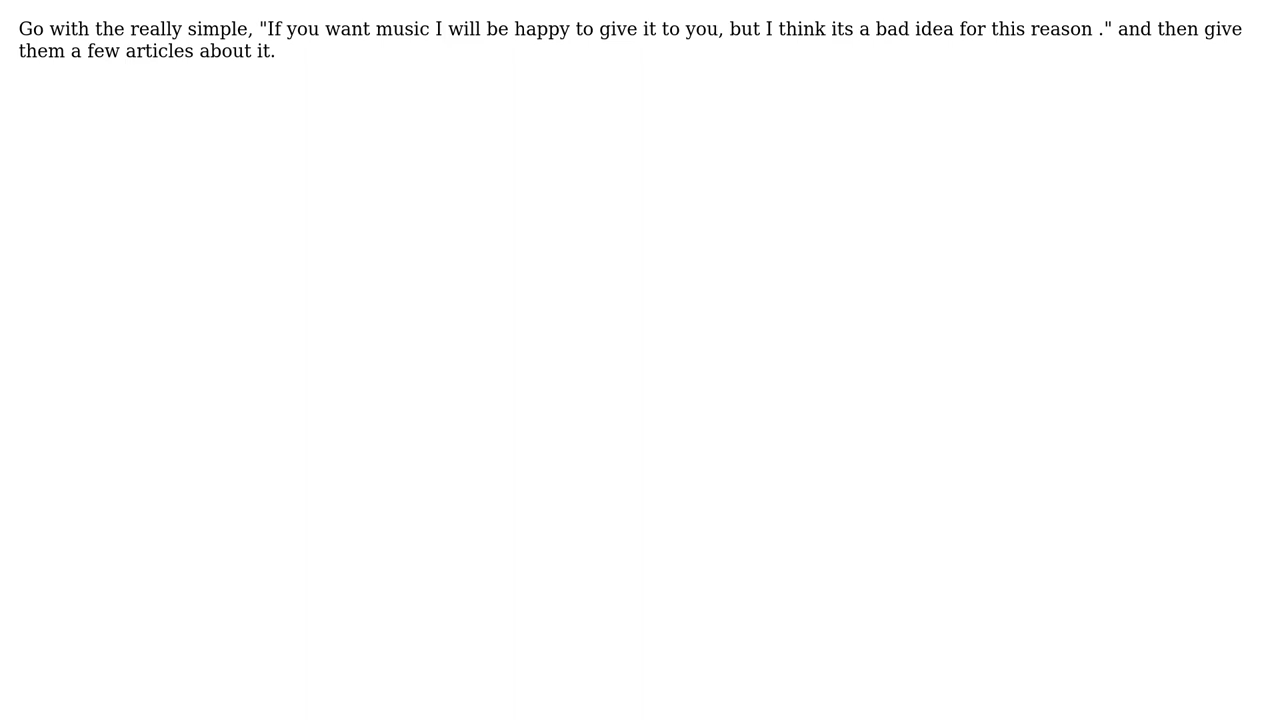 Go with the really simple, "If you want music I will be happy to give it to you, but I think its a bad idea for this reason ." and then give
them a few articles about it.